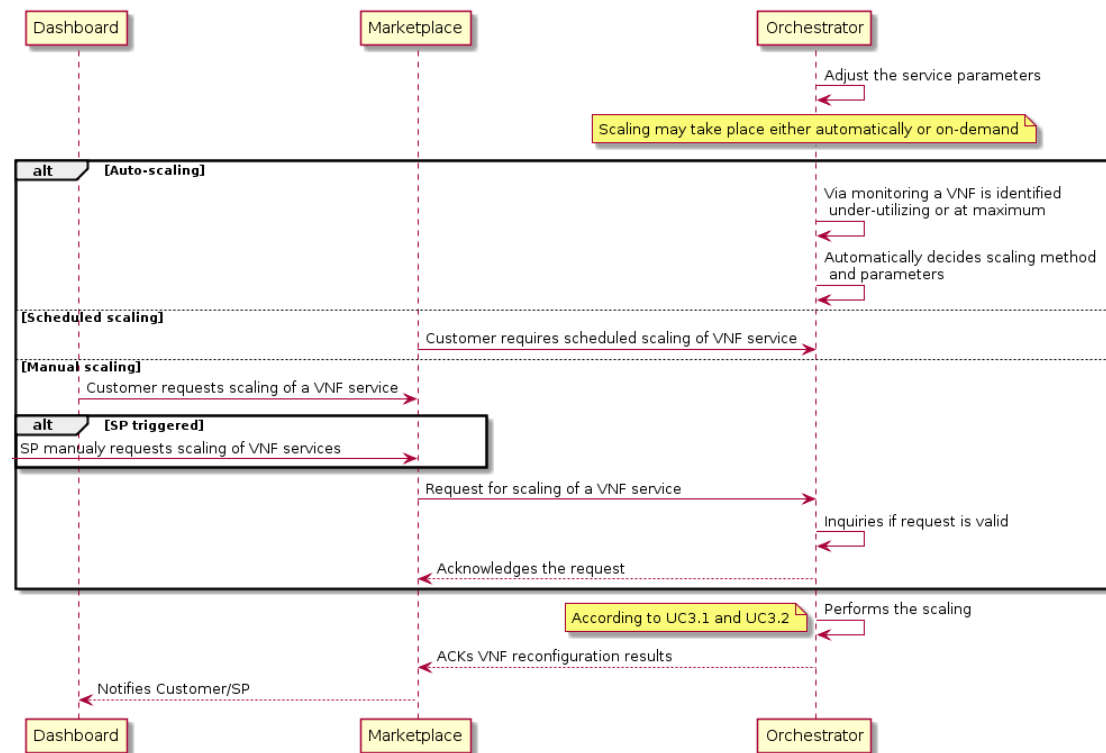 Dashboard
Marketplace
Orchestrator
Adjust the service parameters
Scaling may take place either automatically or on-demand
alt
[Auto-scaling]
Via monitoring a VNF is identified
under-utilizing or at maximum
Automatically decides scaling method
and parameters
[Scheduled scaling]
Customer requires scheduled scaling of VNF service
[Manual scaling]
Customer requests scaling of a VNF service
alt
[SP triggered]
SP manualy requests scaling of VNF services
Request for scaling of a VNF service
Inquiries if request is valid
Acknowledges the request
According to UC3.1 and UC3.2
Performs the scaling
ACKs VNF reconfiguration results
Notifies Customer/SP
Dashboard
Marketplace
Orchestrator